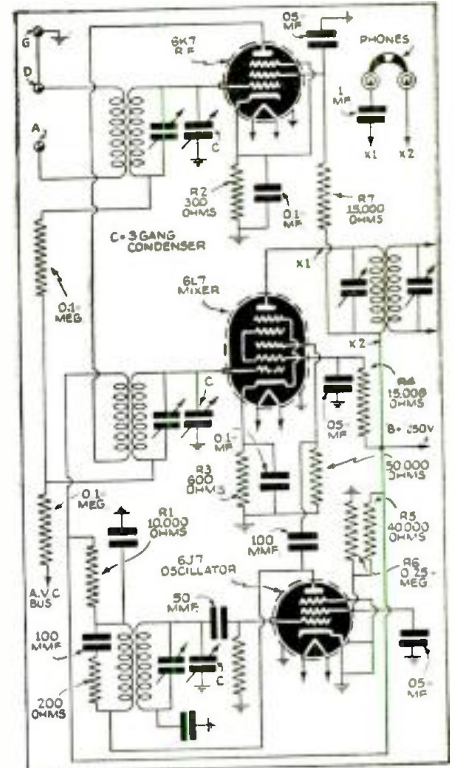 G
D
A
6K7
R.F.
.05-
MF
PHONES
1
MF
X1
X2
C
R2
300
OHMS
0.1-
MF
R7
15,000
OHMS
C = 3 GANG
CONDENSER
0.1-
MEG.
X1
6L7
MIXER
X2
C
R4
15,000
OHMS
B+ 250V
.05
MF
0.1-
MF
R3
600
OHMS
50,000
OHMS
0.1
MEG
R1
10,000
OHMS
100
MMF.
R5
40,000
OHMS
6J7
OSCILLATOR
R6
0.25-
MEG
A.V.C
BUS
50
MMF.
100
MMF
C
200
OHMS
.05-
MF